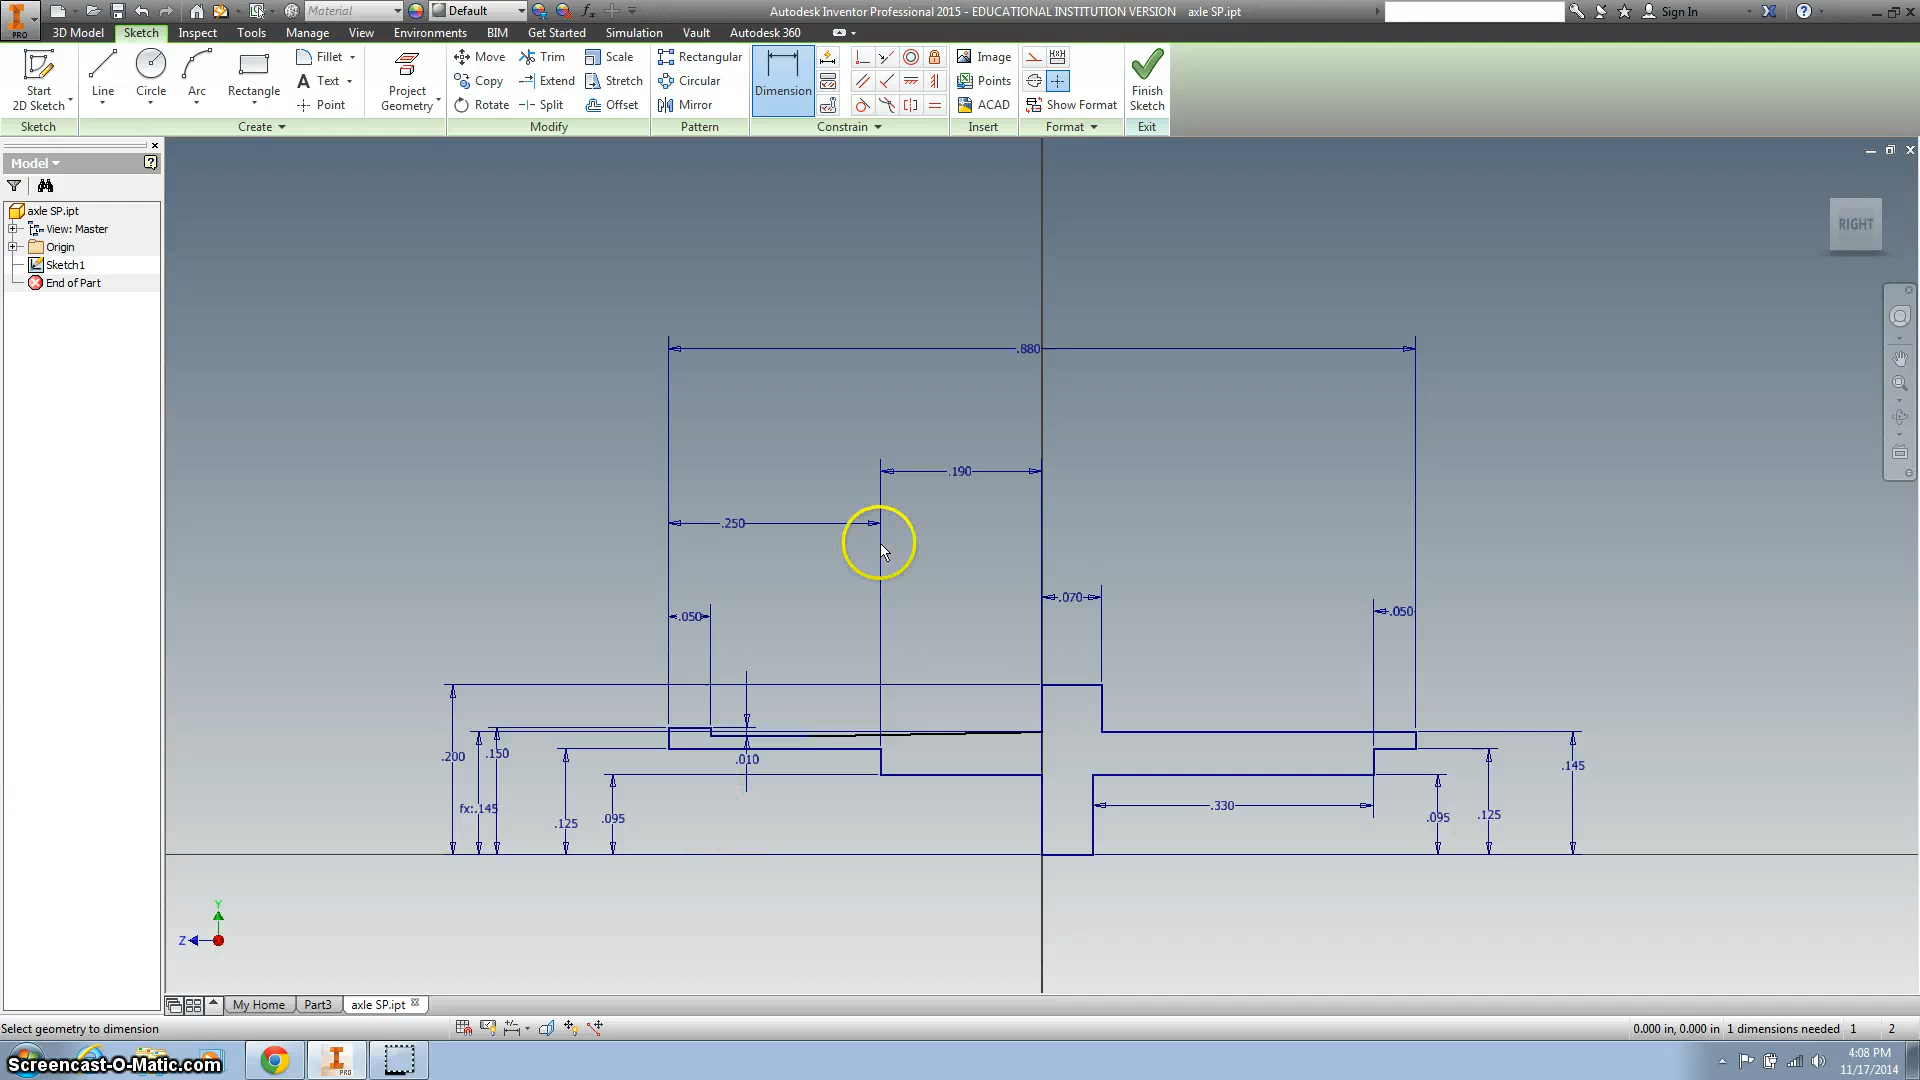 Material
Default
Autodesk Inventor Professional 2015 - EDUCATIONAL INSTITUTION VERSION axle SP.ipt
Sign In
PRO
3D Model
Sketch
Inspect
Tools
Manage
View
Environments
BIM
Get Started
Simulation
Vault
Autodesk 360
Start
2D Sketch
Line
Circle
Arc
Rectangle
Fillet
Text
Point
Project
Geometry
Move
Copy
Rotate
Trim
Extend
Split
Scale
Stretch
Offset
Rectangular
Circular
Mirror
Dimension
Image
Points
ACAD
Show Format
Finish
Sketch
Sketch
Create
Modify
Pattern
Constrain
Insert
Format
Exit
Model
axle SP.ipt
View: Master
Origin
Sketch1
End of Part
RIGHT
.880
.190
.250
.070
.050
.050
.200
.150
.010
.145
fx:.145
.125
.095
.330
.095
.125
Y
Z
My Home
Part3
axle SP.ipt
Select geometry to dimension
0.000 in, 0.000 in
1 dimensions needed
1
2
Screencast-O-Matic.com
PRO
4:08 PM
11/17/2014